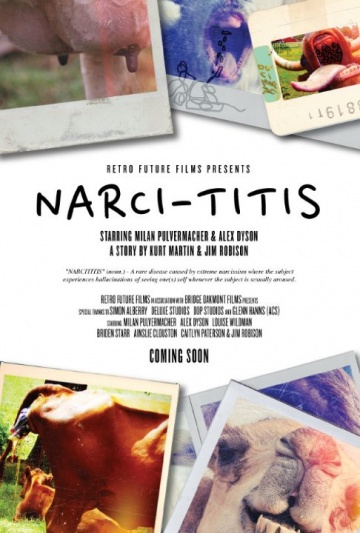 6188
RETRO FUTURE FILMS PRESENTS
NARCI-TITIS
STARRING MILAN PULVERMACHER & ALEX DYSON
A STORY BY KURT MARTIN & JIM ROBISON
"NARCTITIS" (noun.) - A rare disease caused by extreme narcissism where the subject
experiences hallucinations of seeing one(s) self whenever the subject is sexually aroused.
RETRO FUTURE FILMS IN ASSOCIATION WITH BRIDGE OAKMONT FILMS PRESENTS
SPECIAL THANKS TO SIMON ALBERRY DELUXE STUDIOS DOP STUDIOS AND GLENN HANNS (ACS)
STARRING MILAN PULVERMACHER ALEX DYSON LOUISE WILDMAN
BRIDEN STARR AINSLIE CLOUSTON CAITLYN PATERSON & JIM ROBISON
COMING SOON